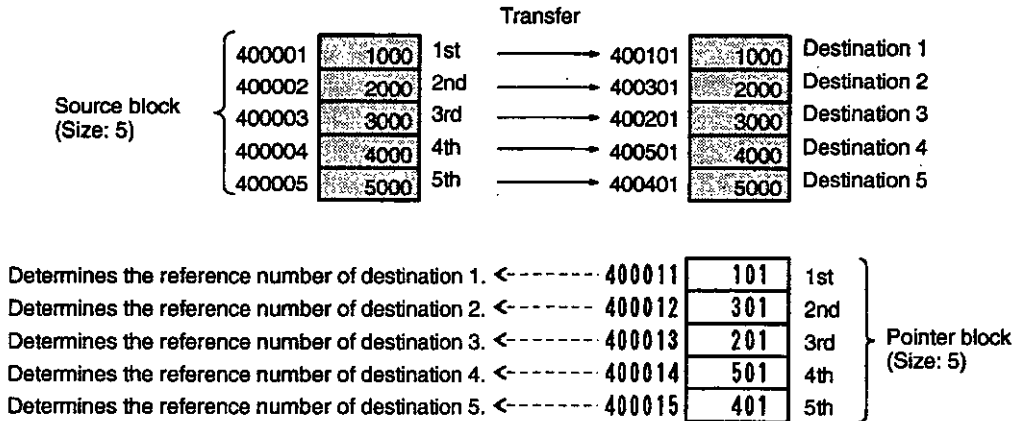 Transfer
400001 1000 1st 400101 1000 Destination 1
400002 2000 2nd 400301 2000 Destination 2
Source block
(Size: 5)
400003 3000 3rd 400201 3000 Destination 3
400004 4000 4th 400501 4000 Destination 4
400005 5000 5th 400401 5000 Destination 5
Determines the reference number of destination 1. 400011 101 1st
Determines the reference number of destination 2. 400012 301 2nd
Determines the reference number of destination 3. 400013 201 3rd
Pointer block
(Size: 5)
Determines the reference number of destination 4. 400014 501 4th
Determines the reference number of destination 5. 400015 401 5th